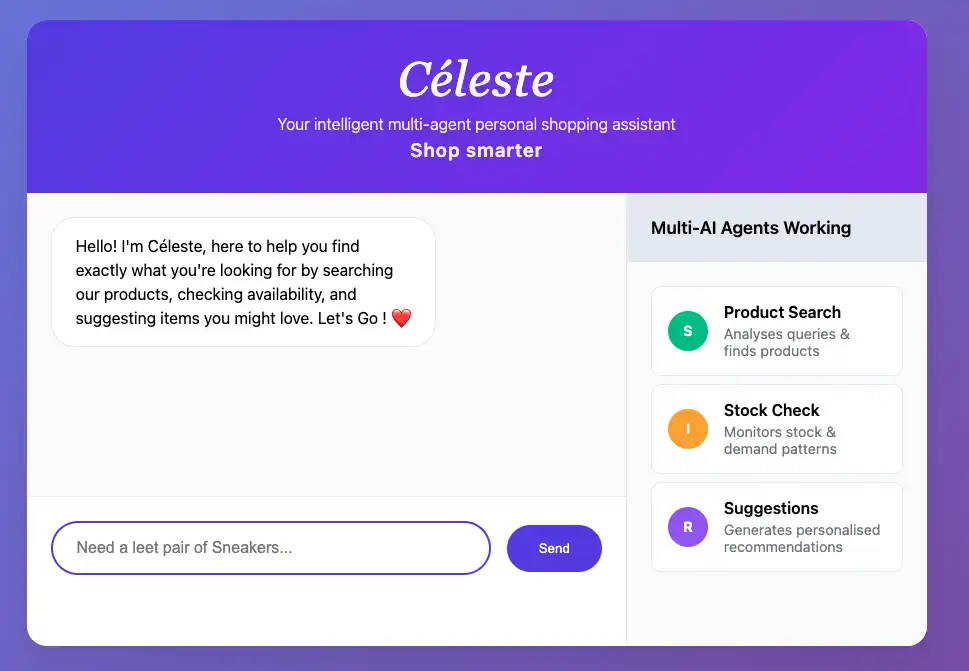 Céleste
Your intelligent multi-agent personal shopping assistant
Shop smarter
Hello! I'm Céleste, here to help you find
exactly what you're looking for by searching
our products, checking availability, and
suggesting items you might love. Let's Go ! ❤️
Need a leet pair of Sneakers...
Send
Multi-AI Agents Working
S
Product Search
Analyses queries &
finds products
I
Stock Check
Monitors stock &
demand patterns
R
Suggestions
Generates personalised
recommendations